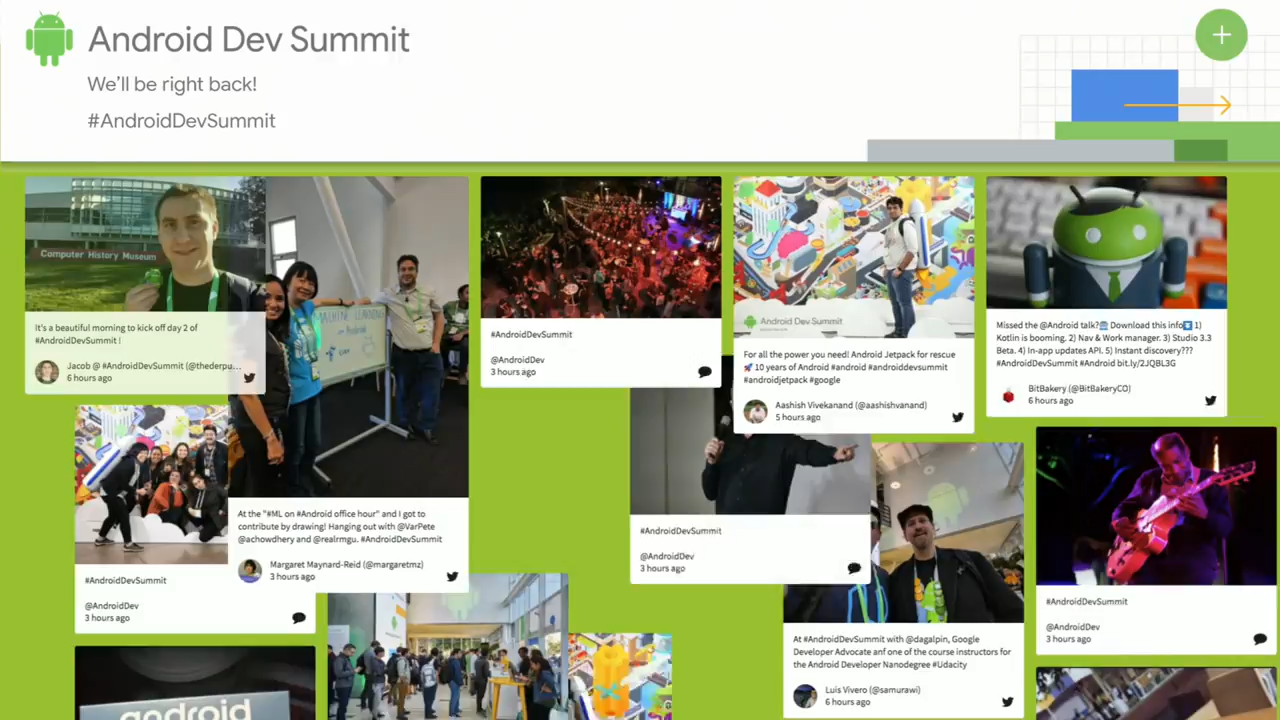 Android Dev Summit
We'll be right back!
#AndroidDevSummit
Computer History Museum
It's a beautiful morning to kick off day 2 of
#AndroidDevSummit !
Jacob @ #AndroidDevSummit (@thederpu...
6 hours ago
MACHINE LEARNING
on Android
At the "#ML on #Android office hour" and I got to
contribute by drawing! Hanging out with @VarPete
@achowdhery and @realrmgu. #AndroidDevSummit
Margaret Maynard-Reid (@margaretmz)
3 hours ago
#AndroidDevSummit
@AndroidDev
3 hours ago
Android Dev Summit
For all the power you need! Android Jetpack for rescue
🚀 10 years of Android #android #androiddevsummit
#androidjetpack #google
Aashish Vivekanand (@aashishvanand)
5 hours ago
Missed the @Android talk? Download this info 1)
Kotlin is booming. 2) Nav & Work manager. 3) Studio 3.3
Beta. 4) In-app updates API. 5) Instant discovery???
#AndroidDevSummit #Android bit.ly/2JQBL3G
BitBakery (@BitBakeryCO)
6 hours ago
#AndroidDevSummit
@AndroidDev
3 hours ago
#AndroidDevSummit
@AndroidDev
3 hours ago
At #AndroidDevSummit with @dagalpin, Google
Developer Advocate anf one of the course instructors for
the Android Developer Nanodegree #Udacity
Luis Vivero (@samurawi)
6 hours ago
#AndroidDevSummit
@AndroidDev
3 hours ago
android